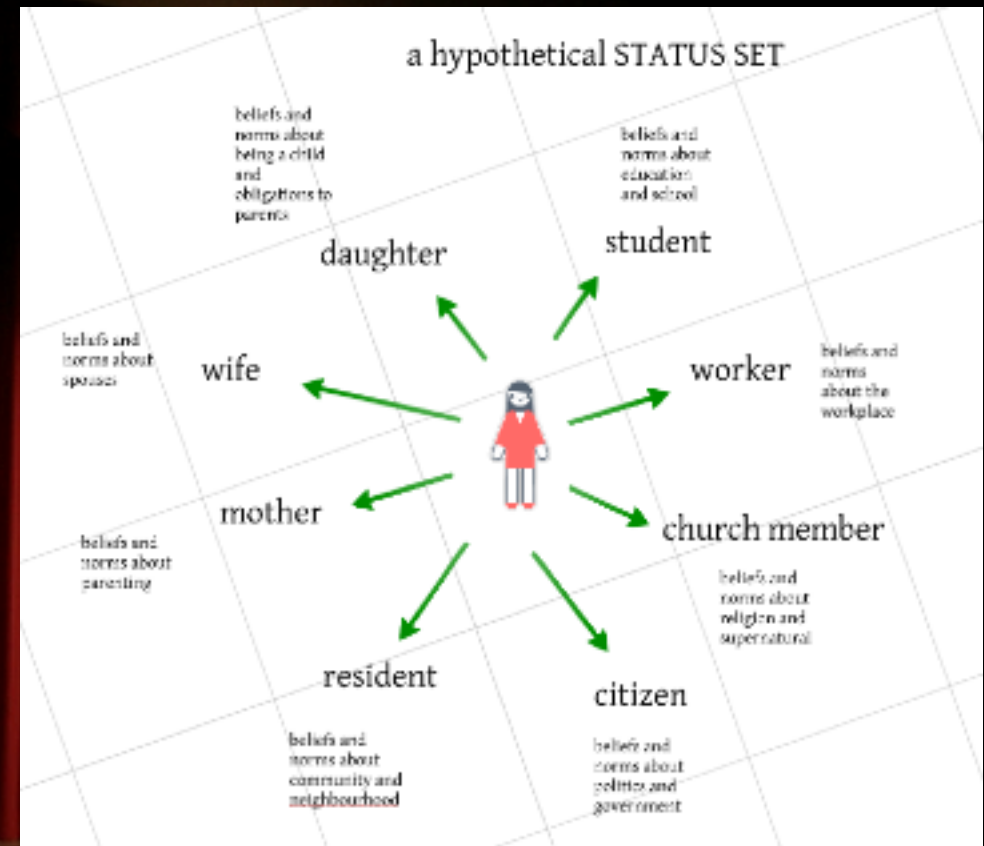 a hypothetical STATUS SET
beliefs and
norms about
being a child
and
obligations to
parents
daughter
beliefs and
norms about
education
and school
student
beliefs and
norms about
spouses
wife
worker
beliefs and
norms
about the
workplace
mother
beliefs and
norms about
parenting
church member
beliefs and
norms about
religion and
supernatural
resident
beliefs and
norms about
community and
neighbourhood
citizen
beliefs and
norms about
politics and
government